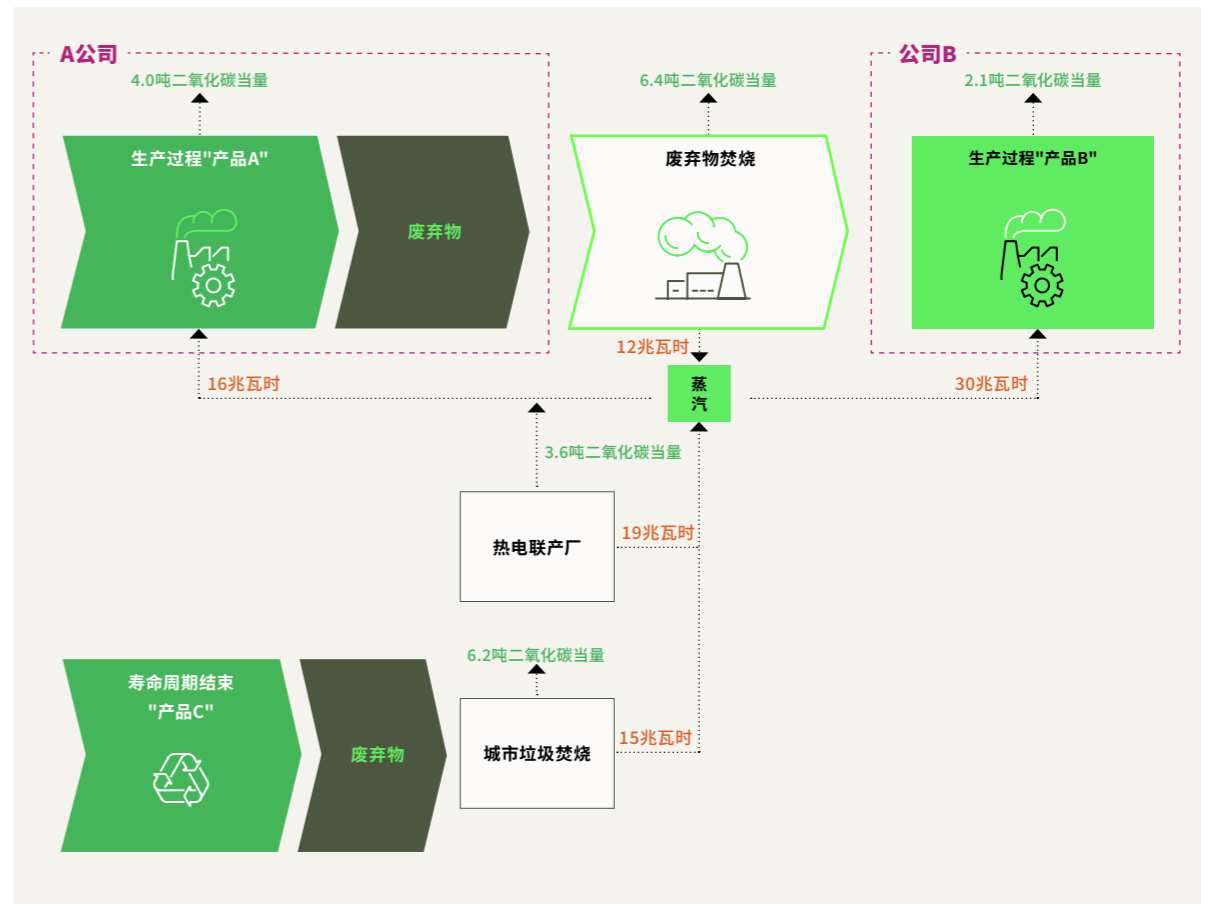 A公司
公司B
4.0吨二氧化碳当量
6.4吨二氧化碳当量
2.1吨二氧化碳当量
生产过程"产品A"
废弃物焚烧
生产过程"产品B"
废弃物
12兆瓦时
16兆瓦时
蒸
汽
30兆瓦时
3.6吨二氧化碳当量
19兆瓦时
热电联产厂
6.2吨二氧化碳当量
寿命周期结束
"产品C"
废弃物
城市垃圾焚烧
15兆瓦时